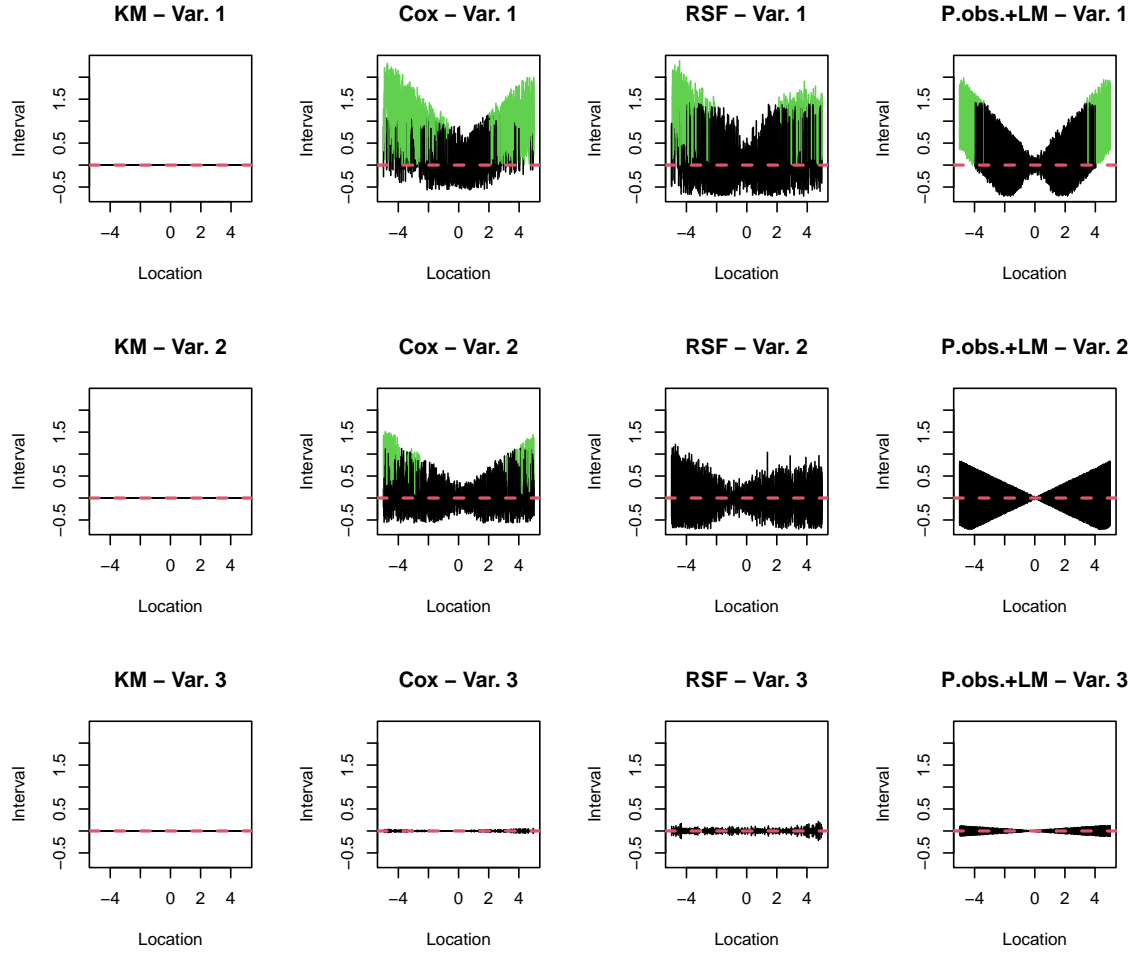 KM – Var. 1
Cox – Var. 1
RSF – Var. 1
P.obs.+LM – Var. 1
Interval
−0.5 0.5 1.5
−4 0 2 4
Location
Interval
−0.5 0.5 1.5
−4 0 2 4
Location
Interval
−0.5 0.5 1.5
−4 0 2 4
Location
Interval
−0.5 0.5 1.5
−4 0 2 4
Location
KM – Var. 2
Cox – Var. 2
RSF – Var. 2
P.obs.+LM – Var. 2
Interval
−0.5 0.5 1.5
−4 0 2 4
Location
Interval
−0.5 0.5 1.5
−4 0 2 4
Location
Interval
−0.5 0.5 1.5
−4 0 2 4
Location
Interval
−0.5 0.5 1.5
−4 0 2 4
Location
KM – Var. 3
Cox – Var. 3
RSF – Var. 3
P.obs.+LM – Var. 3
Interval
−0.5 0.5 1.5
−4 0 2 4
Location
Interval
−0.5 0.5 1.5
−4 0 2 4
Location
Interval
−0.5 0.5 1.5
−4 0 2 4
Location
Interval
−0.5 0.5 1.5
−4 0 2 4
Location